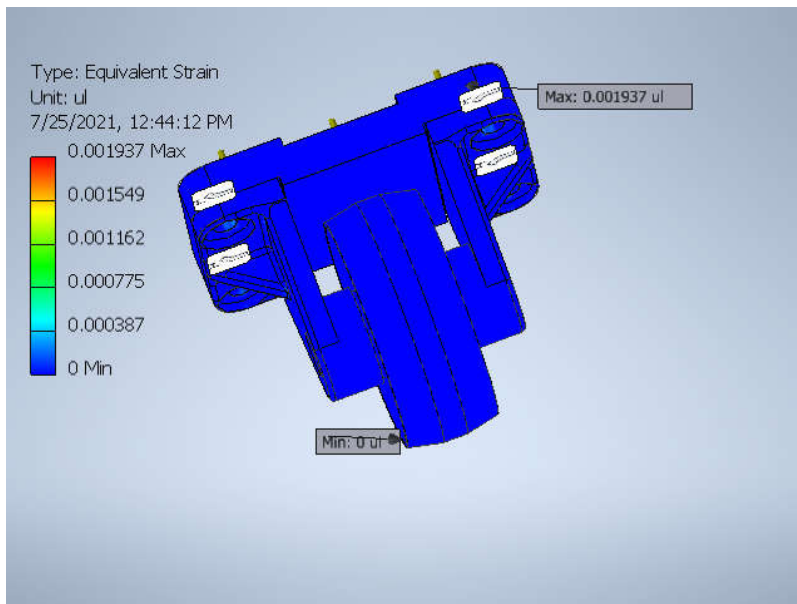 Type: Equivalent Strain
Unit: ul
7/25/2021, 12:44:12 PM
0.001937 Max
0.001549
0.001162
0.000775
0.000387
0 Min
Max: 0.001937 ul
Min: 0 ul